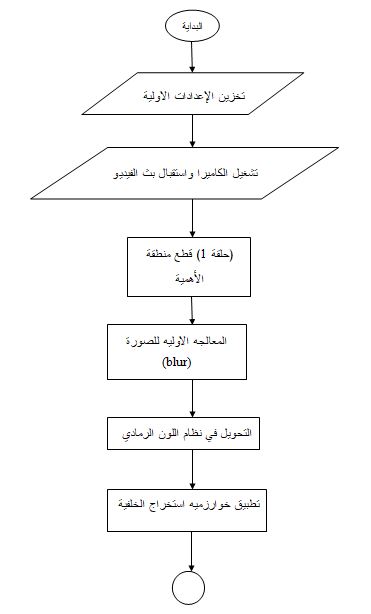 البداية
تخزين الإعدادات الاولية
تشغيل الكاميرا واستقبال بث الفيديو
(حلقة 1) قطع منطقة
الأهمية
المعالجه الاوليه للصورة
(blur)
التحويل في نظام اللون الرمادي
تطبيق خوارزميه استخراج الخلفية